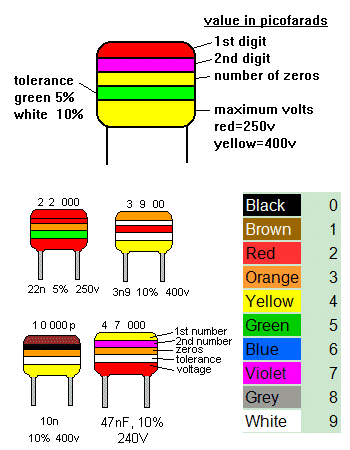 value in picofarads
1st digit
2nd digit
number of zeros
tolerance
green 5%
white 10%
maximum volts
red=250v
yellow=400v
2 2 000
22n 5% 250v
3 9 00
3n9 10% 400v
10000p
10n
10% 400v
4 7 000
1st number
2nd number
zeros
tolerance
voltage
47nF, 10%
240V
Black 0
Brown 1
Red 2
Orange 3
Yellow 4
Green 5
Blue 6
Violet 7
Grey 8
White 9